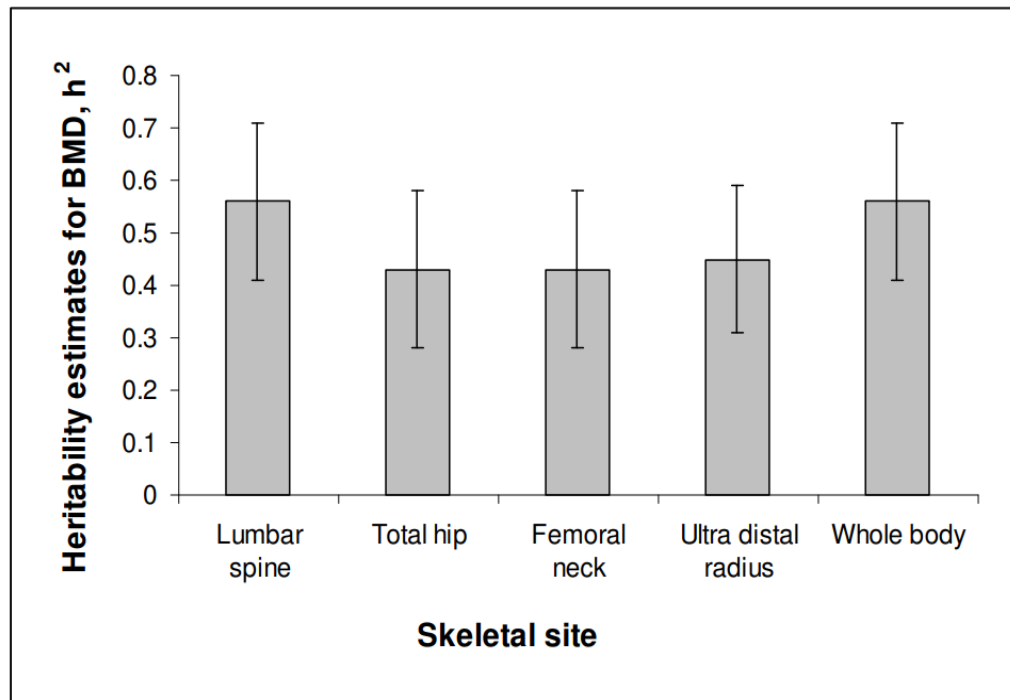 Heritability estimates for BMD, h²
0.8
0.7
0.6
0.5
0.4
0.3
0.2
0.1
0
Lumbar
spine
Total hip
Femoral
neck
Ultra distal
radius
Whole body
Skeletal site